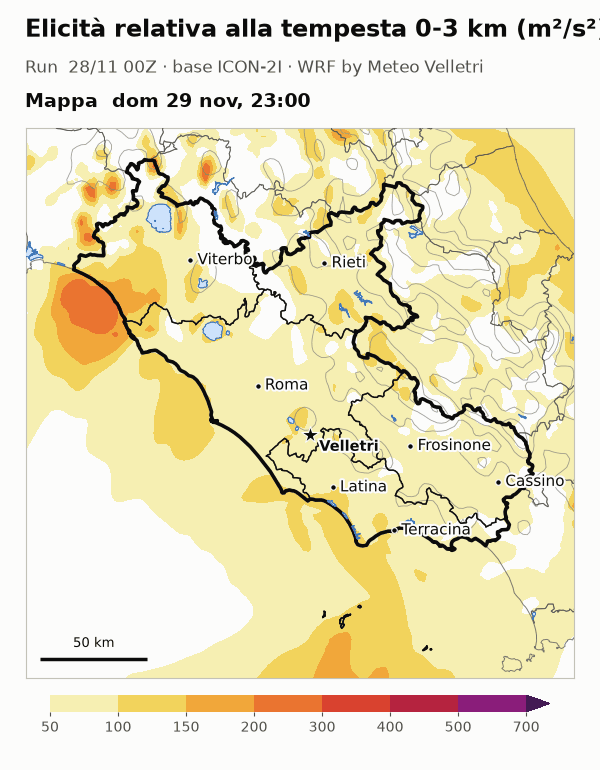 Elicità relativa alla tempesta 0-3 km (m²/s²)
Run 28/11 00Z · base ICON-2I · WRF by Meteo Velletri
Mappa dom 29 nov, 23:00
Viterbo
Rieti
Roma
Velletri
Frosinone
Cassino
Latina
Terracina
50 km
50 100 150 200 300 400 500 700